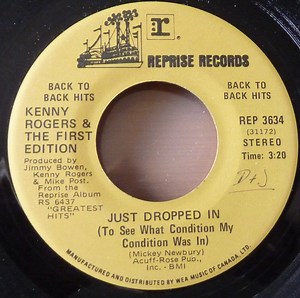 r
REPRISE RECORDS
BACK TO
BACK HITS
BACK TO
BACK HITS
KENNY
ROGERS &
THE FIRST
EDITION
Produced by
Jimmy Bowen,
Kenny Rogers
& Mike Post.
From the
Reprise Album
RS 6437
"GREATEST
HITS"
REP 3634
(31172)
STEREO
Time: 3:20
JUST DROPPED IN
(To See What Condition My
Condition Was In)
(Mickey Newbury)
Acuff-Rose Pub.,
Inc. - BMI
MANUFACTURED AND DISTRIBUTED BY WEA MUSIC OF CANADA, LTD.